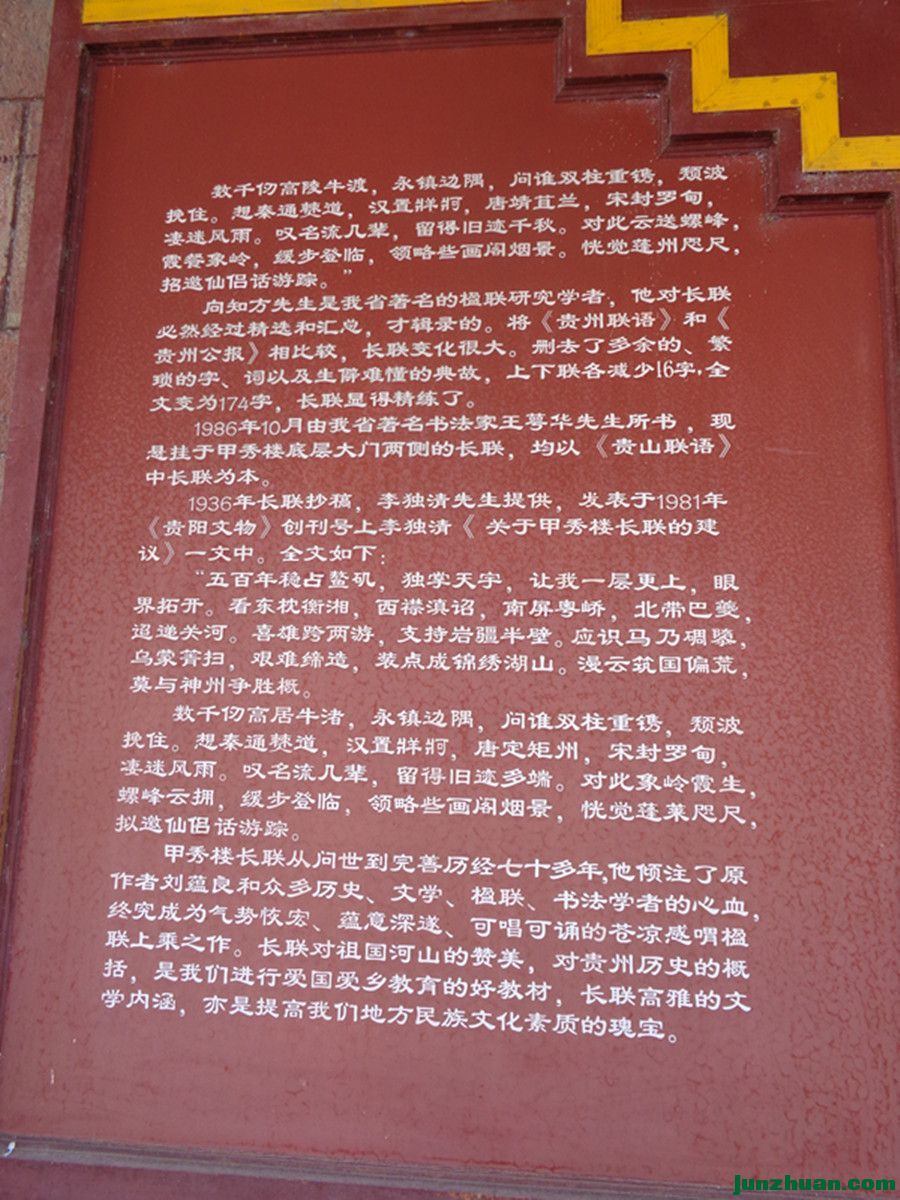 数千仞高陵牛渡，永镇边隅，问谁双柱重镌，颓波
挽住。想秦通僰道，汉置牂牁，唐靖苴兰，宋封罗甸，
凄迷风雨。叹名流几辈，留得旧迹千秋。对此云送螺峰，
霞餐象岭，缓步登临，领略些画阁烟景。恍觉蓬州咫尺，
招邀仙侣话游踪。”
向知方先生是我省著名的楹联研究学者，他对长联
必然经过精选和汇总，才辑录的。将《贵州联语》和《
贵州公报》相比较，长联变化很大。删去了多余的、繁
琐的字、词以及生僻难懂的典故，上下联各减少16字，全
文变为174字，长联显得精练了。
1986年10月由我省著名书法家王萼华先生所书，现
是挂于甲秀楼底层大门两侧的长联，均以《贵山联语》
中长联为本。
1936年长联抄稿，李独清先生提供，发表于1981年
《贵阳文物》创刊号上李独清《 关于甲秀楼长联的建
议》一文中。全文如下：
“五百年稳占鳌矶，独掌天宇，让我一层更上，眼
界拓开。看东枕衡湘，西襟滇诏，南屏粤峤，北带巴夔，
迢递关河。喜雄跨两游，支持岩疆半壁。应识马乃碉隳，
乌蒙菁扫，艰难缔造，装点成锦绣湖山。漫云筑国偏荒，
莫与神州争胜概。
数千仞高居牛渚，永镇边隅，问谁双柱重镌，颓波
挽住。想秦通僰道，汉置牂牁，唐定矩州，宋封罗甸，
凄迷风雨。叹名流几辈，留得旧迹多端。对此象岭霞生，
螺峰云拥，缓步登临，领略些画阁烟景，恍觉蓬莱咫尺，
拟邀仙侣话游踪。
甲秀楼长联从问世到完善历经七十多年,他倾注了原
作者刘蕴良和众多历史、文学、楹联、书法学者的心血，
终究成为气势恢宏、蕴意深遂、可唱可诵的苍凉感喟楹
联上乘之作。长联对祖国河山的赞美，对贵州历史的概
括，是我们进行爱国爱乡教育的好教材，长联高雅的文
学内涵，亦是提高我们地方民族文化素质的瑰宝。
junzhuan.com